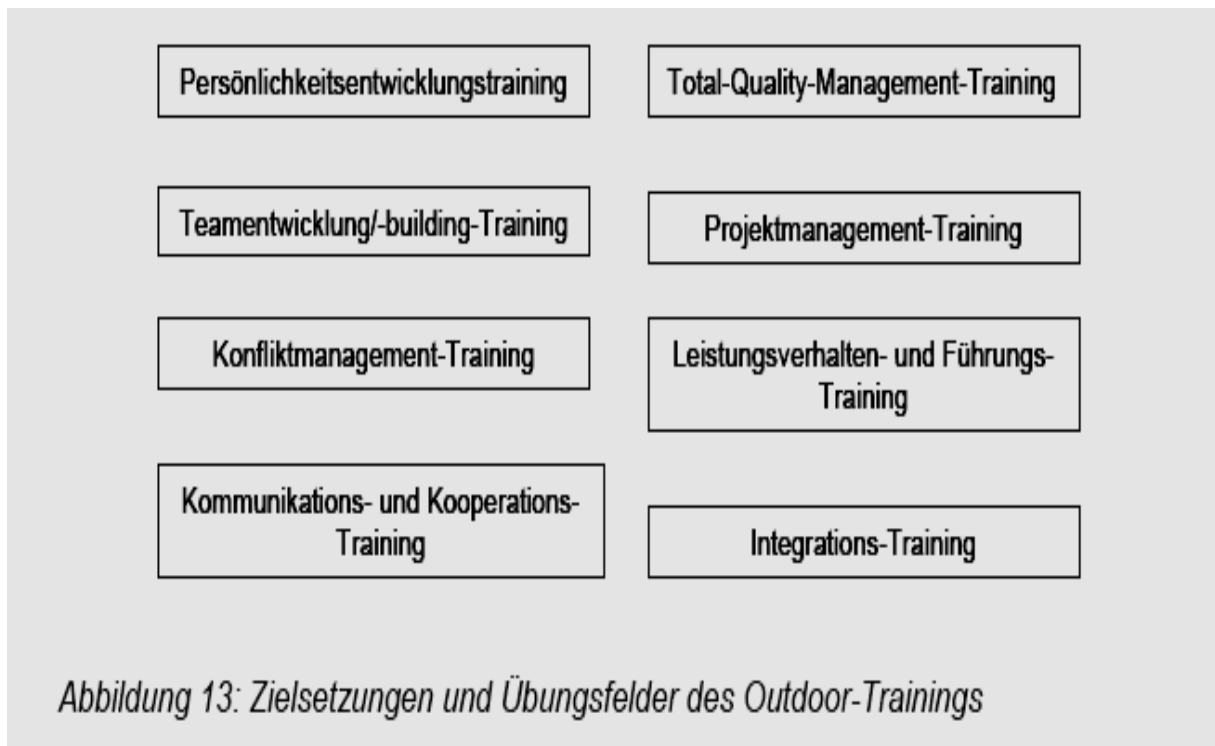 Persönlichkeitsentwicklungstraining
Total-Quality-Management-Training
Teamentwicklung/-building-Training
Projektmanagement-Training
Konfliktmanagement-Training
Leistungsverhalten- und Führungs-
Training
Kommunikations- und Kooperations-
Training
Integrations-Training
Abbildung 13: Zielsetzungen und Übungsfelder des Outdoor-Trainings